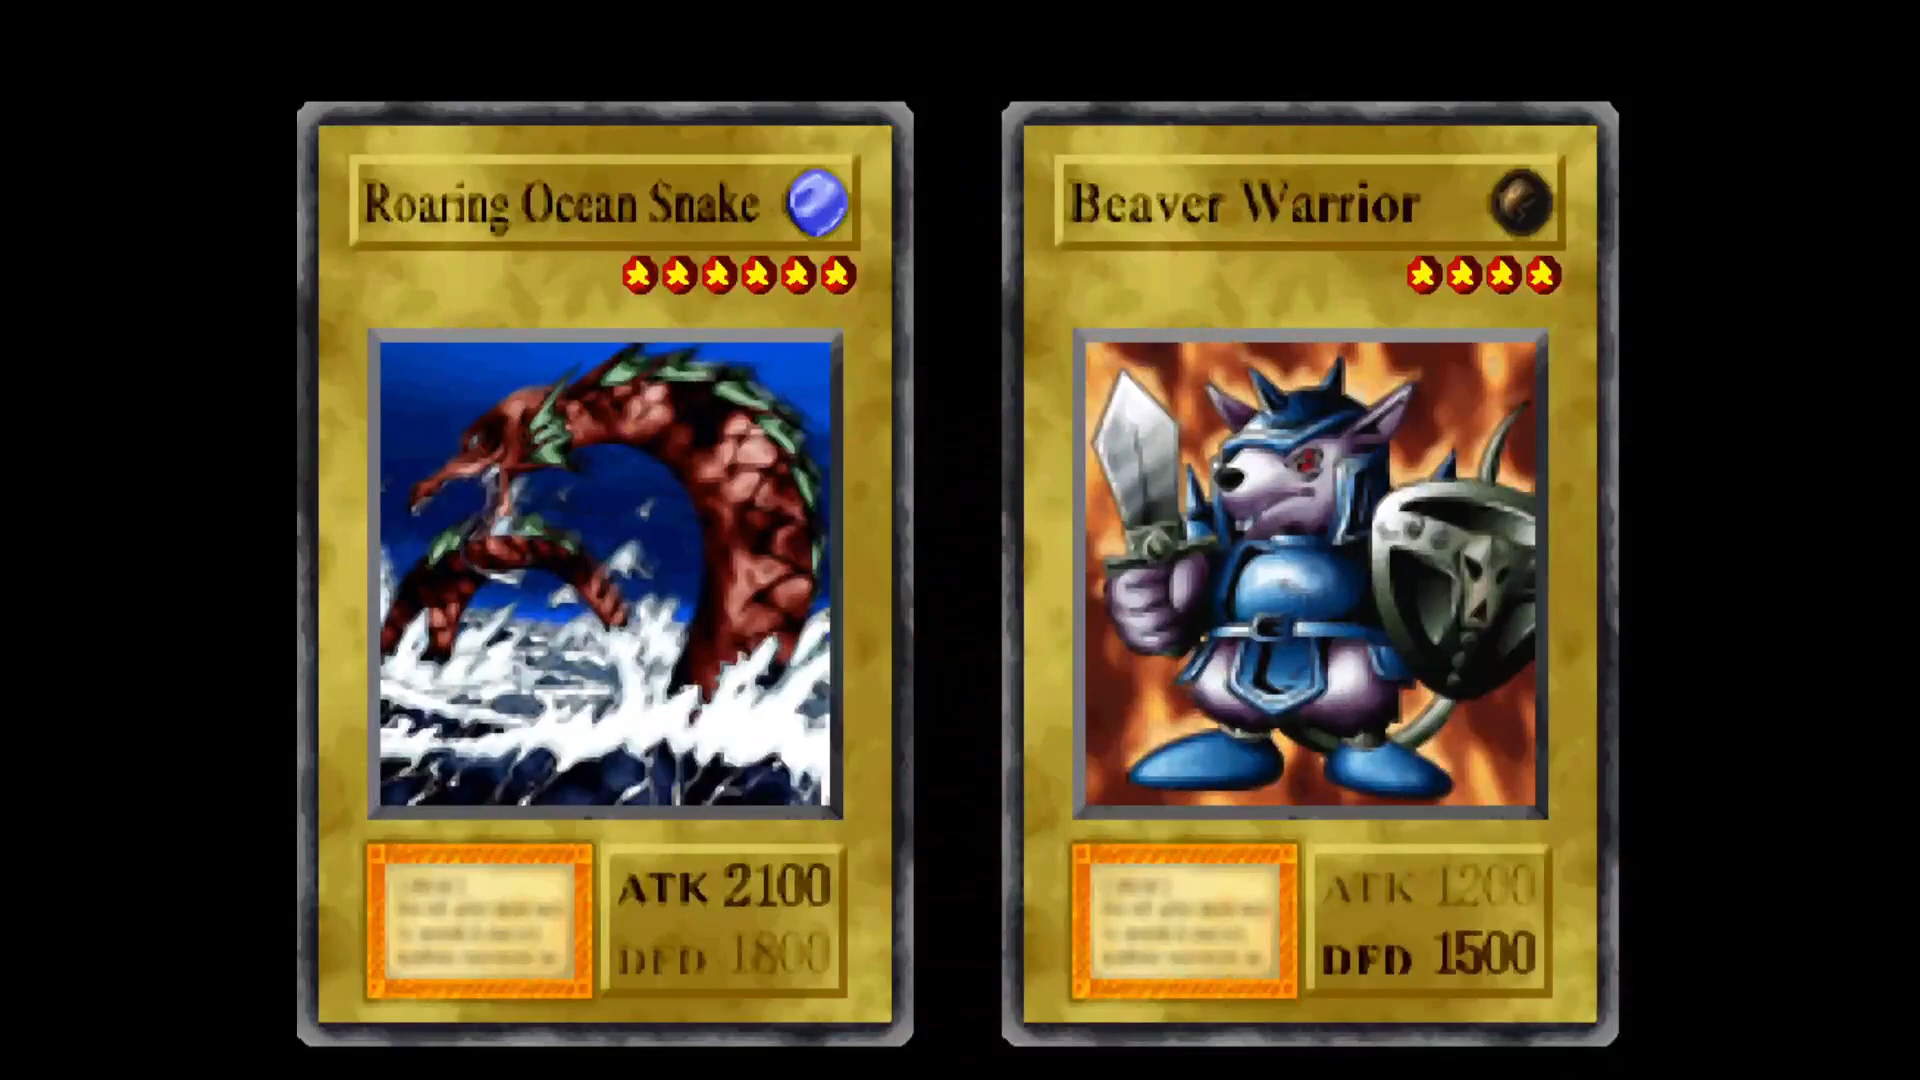 Roaring Ocean Snake
ATK 2100
DFD 1800
Beaver Warrior
ATK 1200
DFD 1500